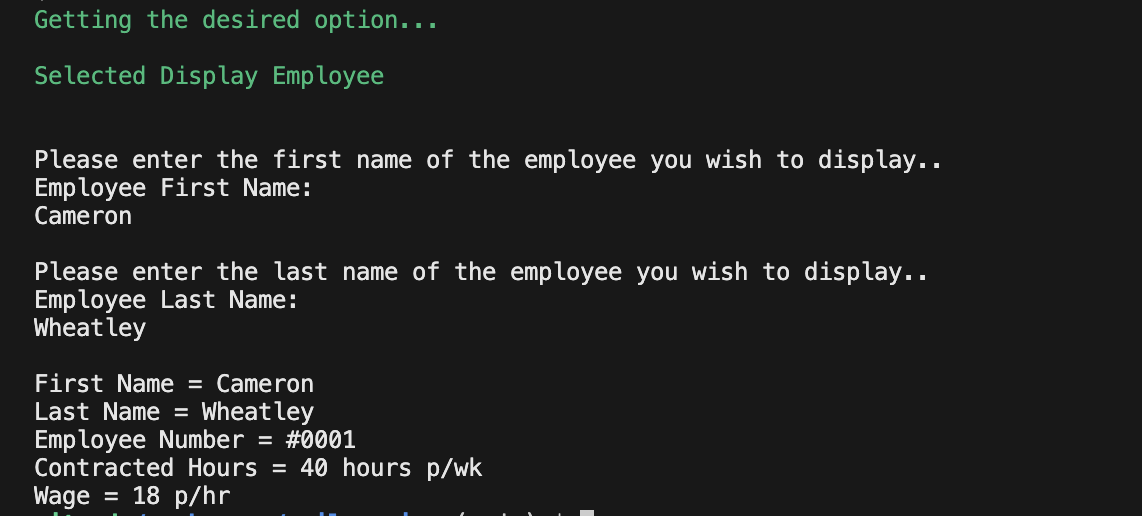 Getting the desired option...
Selected Display Employee
Please enter the first name of the employee you wish to display..
Employee First Name:
Cameron
Please enter the last name of the employee you wish to display..
Employee Last Name:
Wheatley
First Name = Cameron
Last Name = Wheatley
Employee Number = #0001
Contracted Hours = 40 hours p/wk
Wage = 18 p/hr